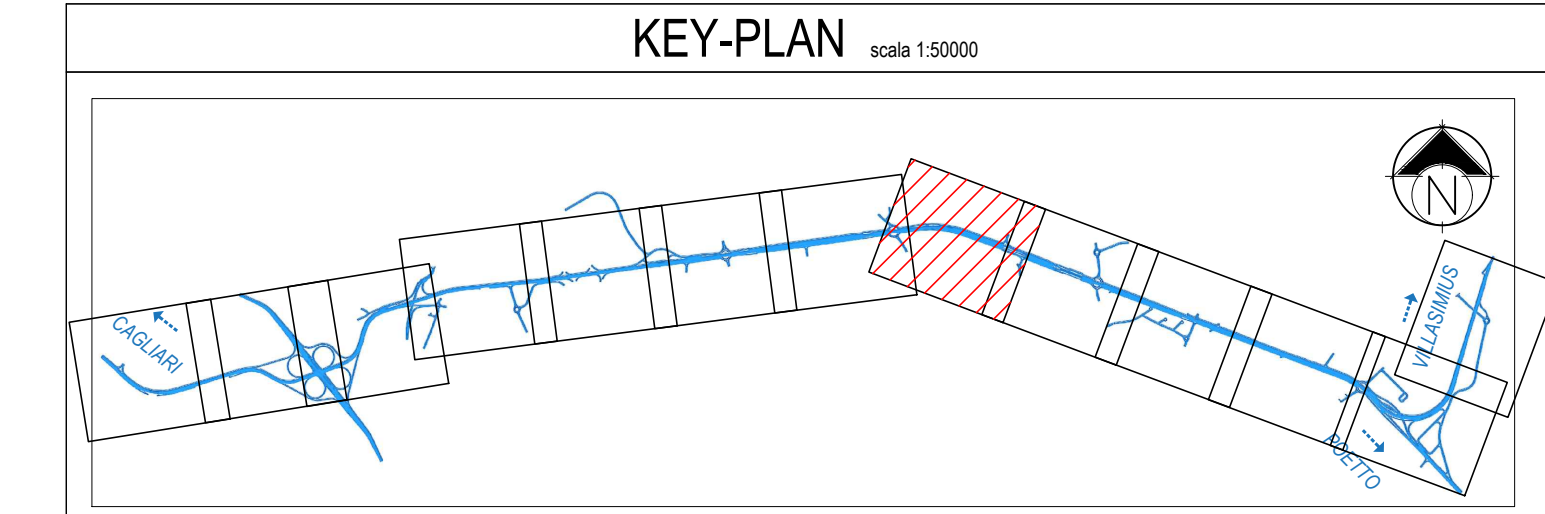 KEY-PLAN scala 1:50000
N
CAGLIARI
VILLASIMIUS
POETTO